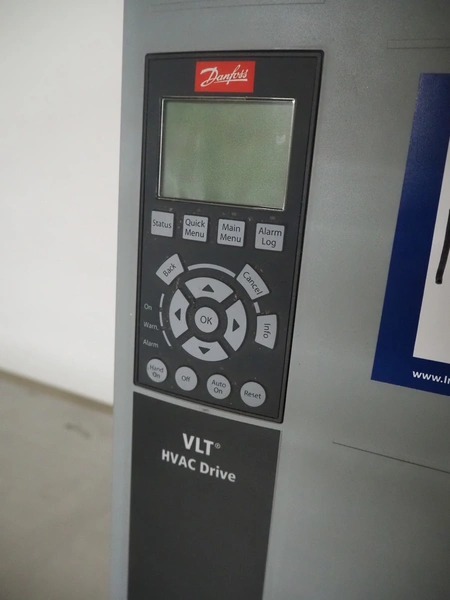 Danfoss
Status
Quick
Menu
Main
Menu
Alarm
Log
Back
Cancel
Info
OK
On
Warn.
Alarm
Hand
On
Off
Auto
On
Reset
VLT®
HVAC Drive